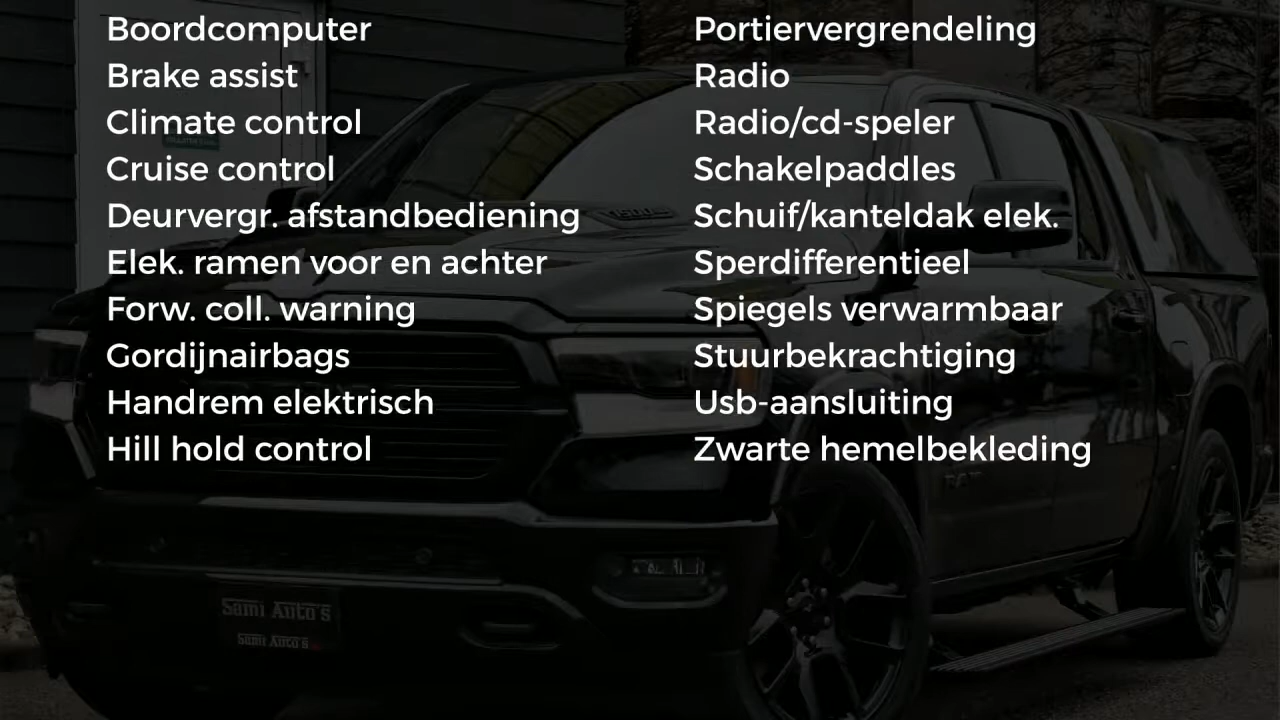 Boordcomputer
Brake assist
Climate control
Cruise control
Deurvergr. afstandbediening
Elek. ramen voor en achter
Forw. coll. warning
Gordijnairbags
Handrem elektrisch
Hill hold control
Portiervergrendeling
Radio
Radio/cd-speler
Schakelpaddles
Schuif/kanteldak elek.
Sperdifferentieel
Spiegels verwarmbaar
Stuurbekrachtiging
Usb-aansluiting
Zwarte hemelbekleding
Sami Auto's
Sami Auto's